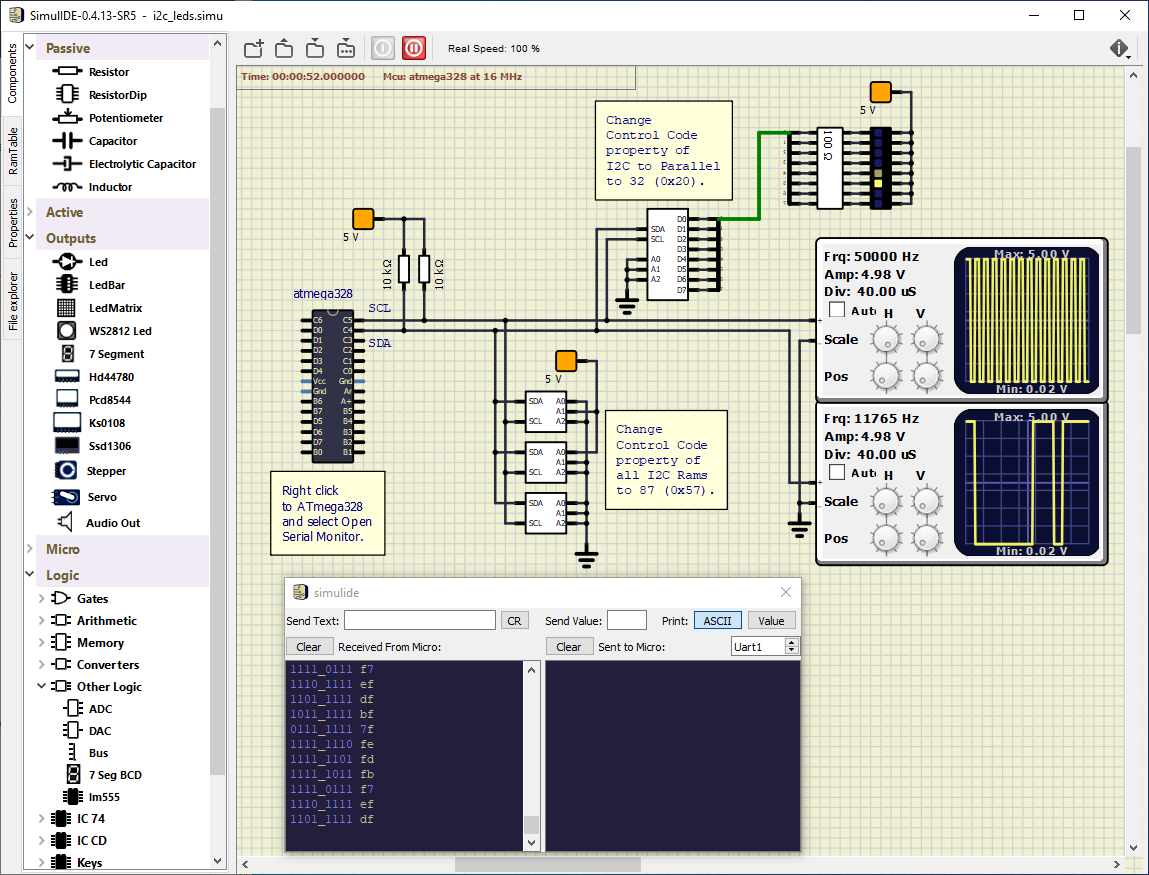 SimulIDE-0.4.13-SR5 - i2c_leds.simu
Components
RamTable
Properties
File explorer
Passive
Resistor
ResistorDip
Potentiometer
Capacitor
Electrolytic Capacitor
Inductor
Active
Outputs
Led
LedBar
LedMatrix
WS2812 Led
7 Segment
Hd44780
Pcd8544
Ks0108
Ssd1306
Stepper
Servo
Audio Out
Micro
Logic
Gates
Arithmetic
Memory
Converters
Other Logic
ADC
DAC
Bus
7 Seg BCD
lm555
IC 74
IC CD
Keys
Real Speed: 100 %
Time: 00:00:52.000000 Mcu: atmega328 at 16 MHz
Change
Control Code
property of
I2C to Parallel
to 32 (0x20).
5 V
100 Ω
5 V
10 kΩ
10 kΩ
SDA
SCL
A0
A1
A2
D0
D1
D2
D3
D4
D5
D6
D7
atmega328
SCL
SDA
C6 C5
D0 C4
D1 C3
D2 C2
D3 C1
D4 C0
Vcc Gnd
Gnd Ar
B6 A+
B7 B5
D5 B4
D6 B3
D7 B2
B0 B1
5 V
SDA A0
A1
SCL A2
SDA A0
A1
SCL A2
SDA A0
A1
SCL A2
Change
Control Code
property of
all I2C Rams
to 87 (0x57).
Right click
to ATmega328
and select Open
Serial Monitor.
Frq: 50000 Hz
Amp: 4.98 V
Div: 40.00 uS
Auto H V
Scale
Pos
Max: 5.00 V
Min: 0.02 V
Frq: 11765 Hz
Amp: 4.98 V
Div: 40.00 uS
Auto H V
Scale
Pos
Max: 5.00 V
Min: 0.02 V
simulide
Send Text: CR Send Value: Print: ASCII Value
Clear Received From Micro: Clear Sent to Micro: Uart1
1111_0111 f7
1110_1111 ef
1101_1111 df
1011_1111 bf
0111_1111 7f
1111_1110 fe
1111_1101 fd
1111_1011 fb
1111_0111 f7
1110_1111 ef
1101_1111 df